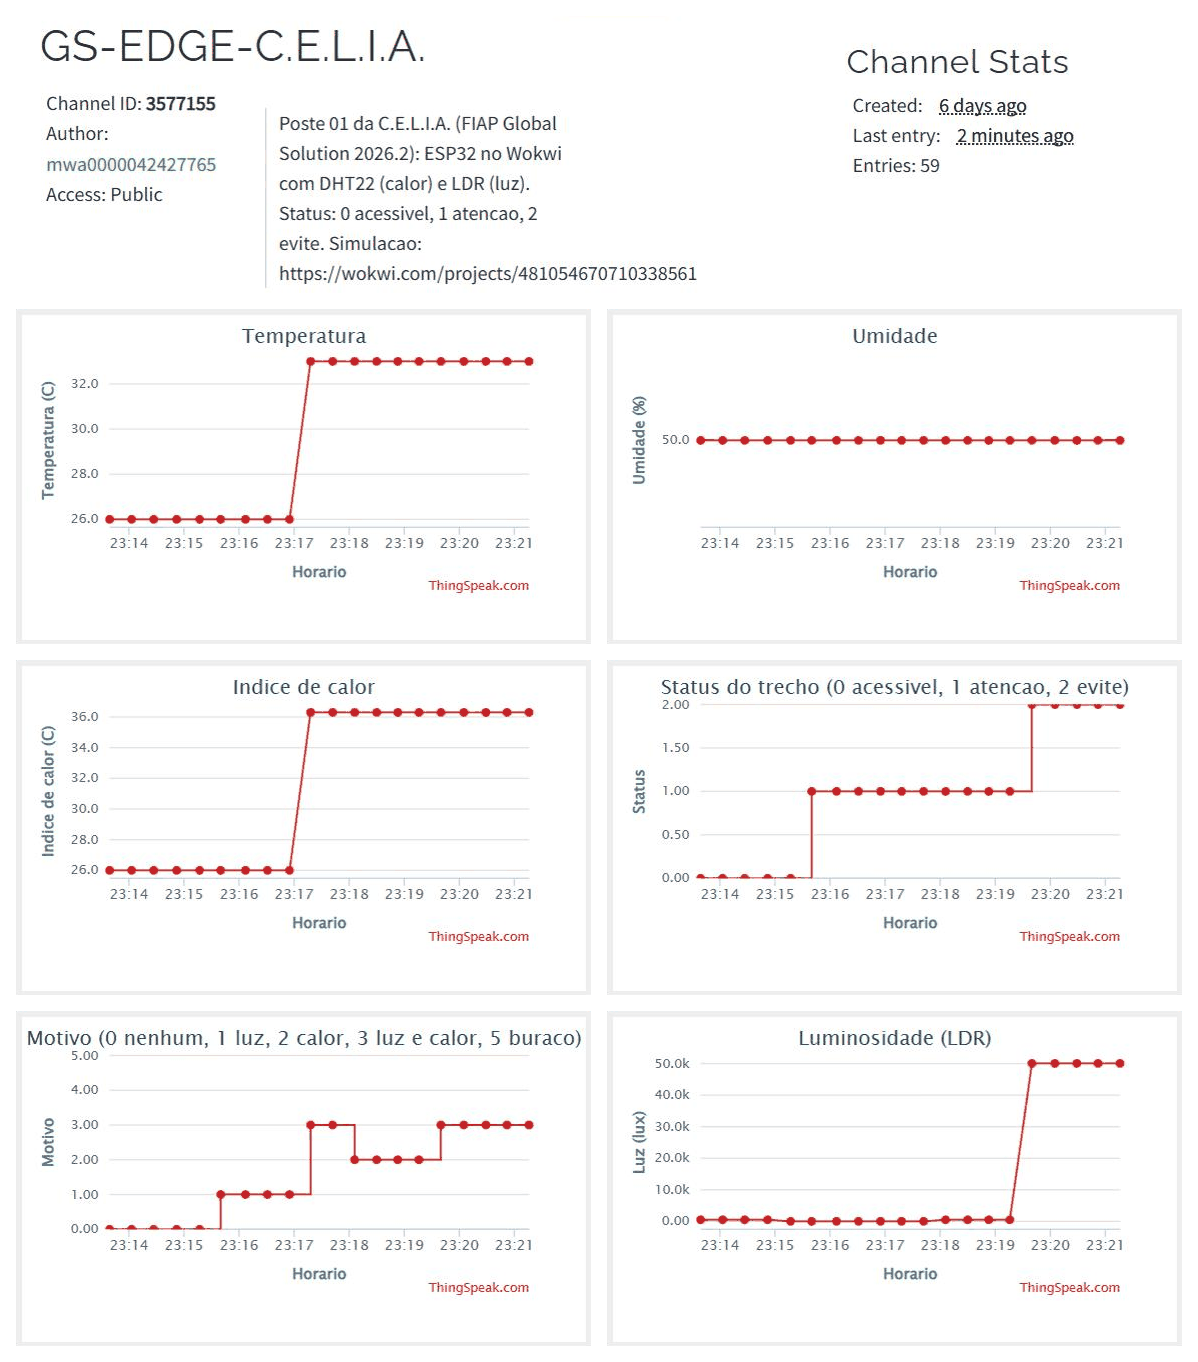 GS-EDGE-C.E.L.I.A.
Channel ID: 3577155
Author:
mwa0000042427765
Access: Public
Poste 01 da C.E.L.I.A. (FIAP Global
Solution 2026.2): ESP32 no Wokwi
com DHT22 (calor) e LDR (luz).
Status: 0 acessivel, 1 atencao, 2
evite. Simulacao:
https://wokwi.com/projects/481054670710338561
Channel Stats
Created: 6 days ago
Last entry: 2 minutes ago
Entries: 59
Temperatura
Temperatura (C)
32.0
30.0
28.0
26.0
23:14 23:15 23:16 23:17 23:18 23:19 23:20 23:21
Horario
ThingSpeak.com
Umidade
Umidade (%)
50.0
23:14 23:15 23:16 23:17 23:18 23:19 23:20 23:21
Horario
ThingSpeak.com
Indice de calor
Indice de calor (C)
36.0
34.0
32.0
30.0
28.0
26.0
23:14 23:15 23:16 23:17 23:18 23:19 23:20 23:21
Horario
ThingSpeak.com
Status do trecho (0 acessivel, 1 atencao, 2 evite)
Status
2.00
1.50
1.00
0.50
0.00
23:14 23:15 23:16 23:17 23:18 23:19 23:20 23:21
Horario
ThingSpeak.com
Motivo (0 nenhum, 1 luz, 2 calor, 3 luz e calor, 5 buraco)
Motivo
5.00
4.00
3.00
2.00
1.00
0.00
23:14 23:15 23:16 23:17 23:18 23:19 23:20 23:21
Horario
ThingSpeak.com
Luminosidade (LDR)
Luz (lux)
50.0k
40.0k
30.0k
20.0k
10.0k
0.00
23:14 23:15 23:16 23:17 23:18 23:19 23:20 23:21
Horario
ThingSpeak.com